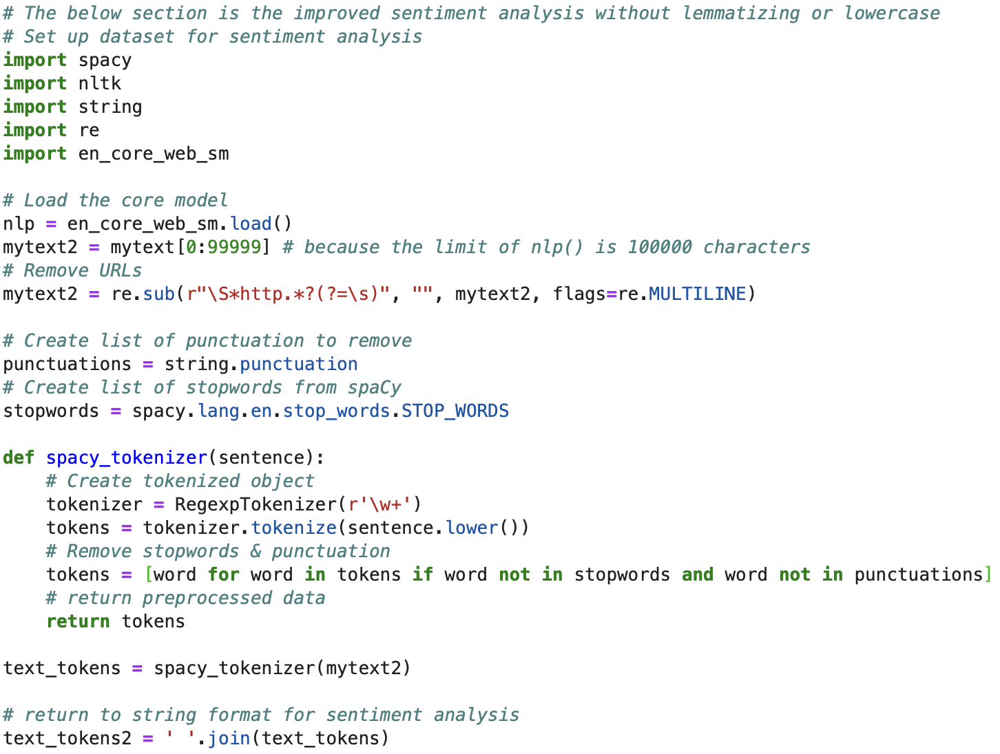 # The below section is the improved sentiment analysis without lemmatizing or lowercase
# Set up dataset for sentiment analysis
import spacy
import nltk
import string
import re
import en_core_web_sm

# Load the core model
nlp = en_core_web_sm.load()
mytext2 = mytext[0:99999] # because the limit of nlp() is 100000 characters
# Remove URLs
mytext2 = re.sub(r"\S*http.*?(?=\s)", "", mytext2, flags=re.MULTILINE)

# Create list of punctuation to remove
punctuations = string.punctuation
# Create list of stopwords from spaCy
stopwords = spacy.lang.en.stop_words.STOP_WORDS

def spacy_tokenizer(sentence):
    # Create tokenized object
    tokenizer = RegexpTokenizer(r'\w+')
    tokens = tokenizer.tokenize(sentence.lower())
    # Remove stopwords & punctuation
    tokens = [word for word in tokens if word not in stopwords and word not in punctuations]
    # return preprocessed data
    return tokens

text_tokens = spacy_tokenizer(mytext2)

# return to string format for sentiment analysis
text_tokens2 = ' '.join(text_tokens)